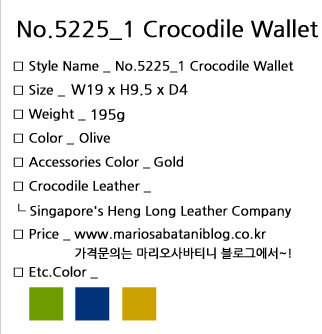 No.5225_1 Crocodile Wallet
□ Style Name _ No.5225_1 Crocodile Wallet
□ Size _ W19 x H9.5 x D4
□ Weight _ 195g
□ Color _ Olive
□ Accessories Color _ Gold
□ Crocodile Leather _
└ Singapore's Heng Long Leather Company
□ Price _ www.mariosabataniblog.co.kr
가격문의는 마리오사바티니 블로그에서~!
□ Etc.Color _